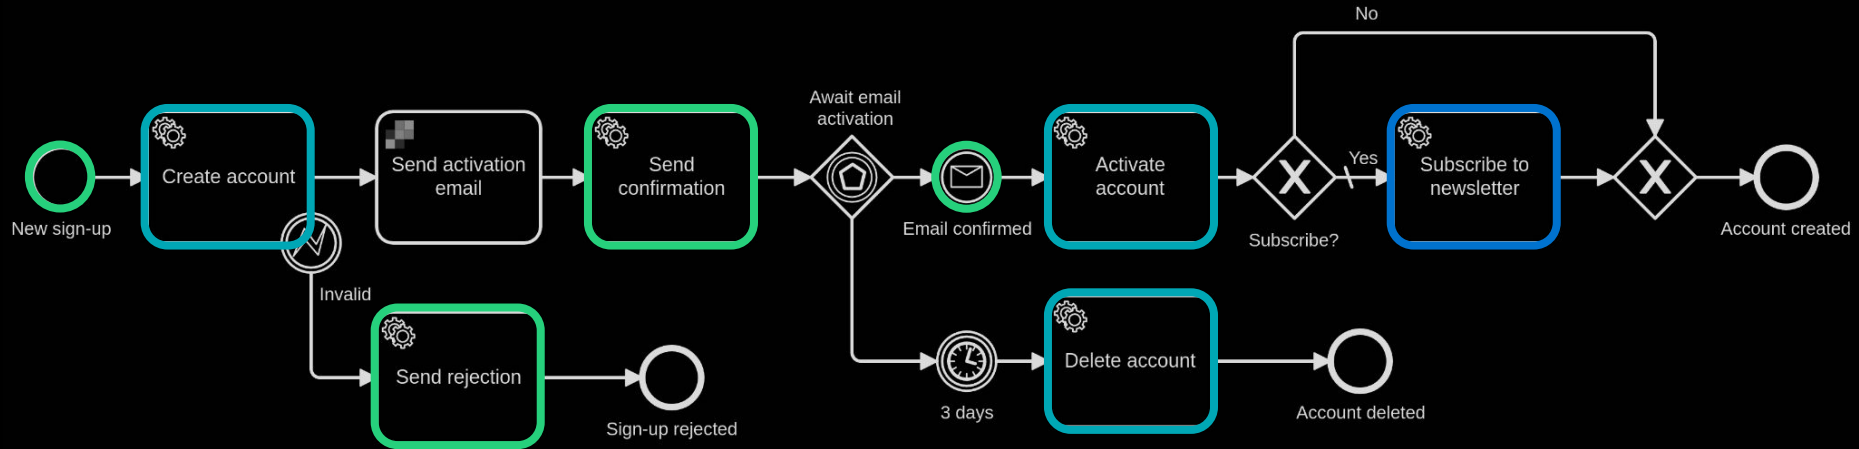 No
Await email
activation
Create account
Send activation
email
Send
confirmation
Activate
account
Yes
Subscribe to
newsletter
New sign-up
Email confirmed
Subscribe?
Account created
Invalid
Send rejection
Delete account
Sign-up rejected
3 days
Account deleted